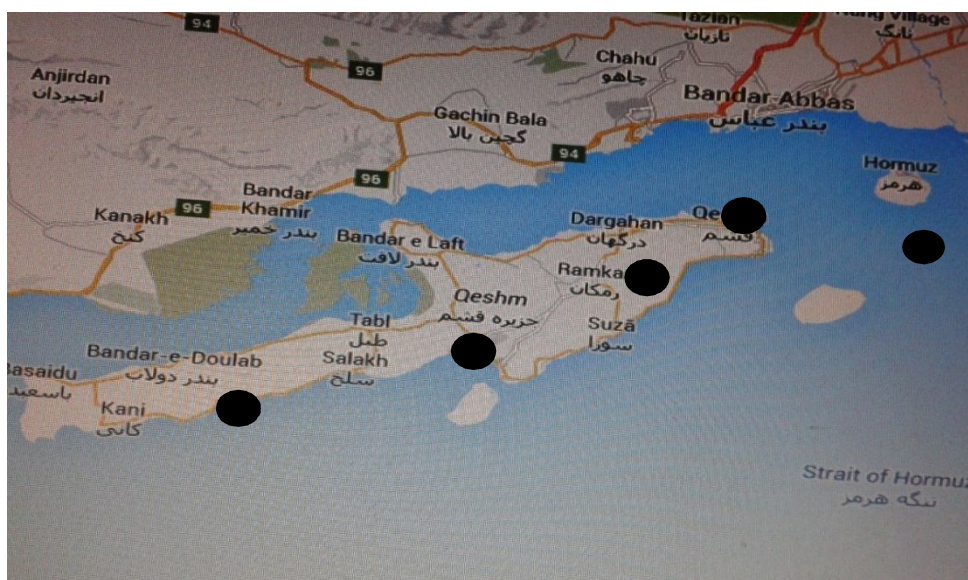 94
Tazian
تازیان
Village
نانگ
96
Chahu
چاهو
Anjirdan
انجیردان
Bandar-Abbas
بندر عباس
Gachin Bala
گچین بالا
94
Hormuz
هرمز
96
Bandar
Khamir
بندر خمیر
96
Kanakh
کنخ
Dargahan
درگهان
Qe
قشم
Bandar e Laft
بندر لافت
Ramka
رمکان
Qeshm
جزیره قشم
Tabl
طبل
Suzā
سوزا
Bandar-e-Doulab
بندر دولاب
Salakh
سلخ
Basaidu
باسعید
Kani
کانی
Strait of Hormuz
تنگه هرمز